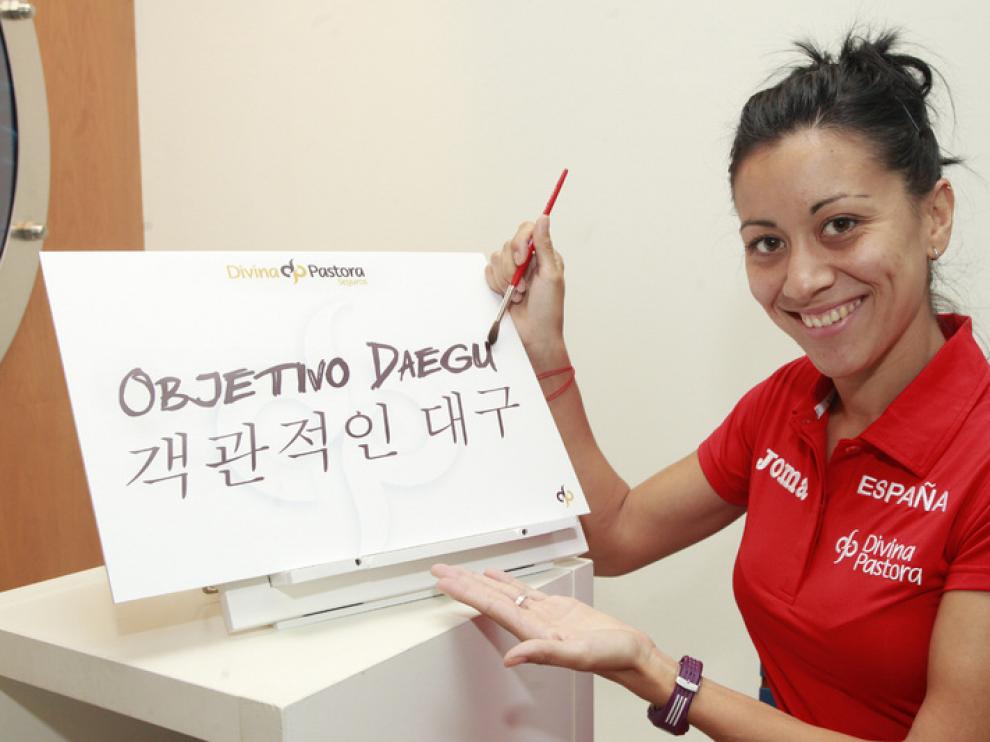 Divina Pastora
Seguros
OBJETIVO DAEGU
객관적인 대구
Joma
ESPAÑA
Divina
Pastora